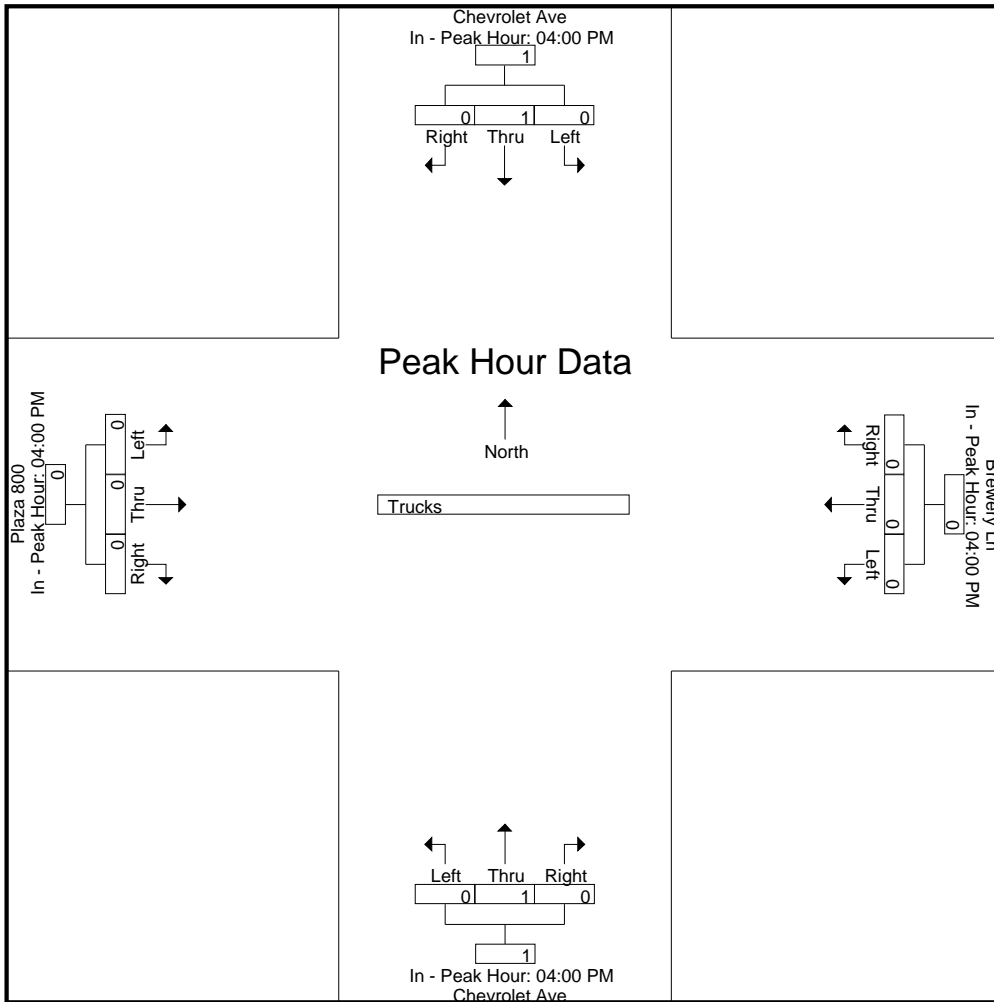 Chevrolet Ave
In - Peak Hour: 04:00 PM
1
0 1 0
Right Thru Left
Peak Hour Data
North
Trucks
Plaza 800
In - Peak Hour: 04:00 PM
0
0 0 0
Left Thru Right
Brewery Ln
In - Peak Hour: 04:00 PM
0
0 0 0
Right Thru Left
Left Thru Right
0 1 0
1
In - Peak Hour: 04:00 PM
Chevrolet Ave